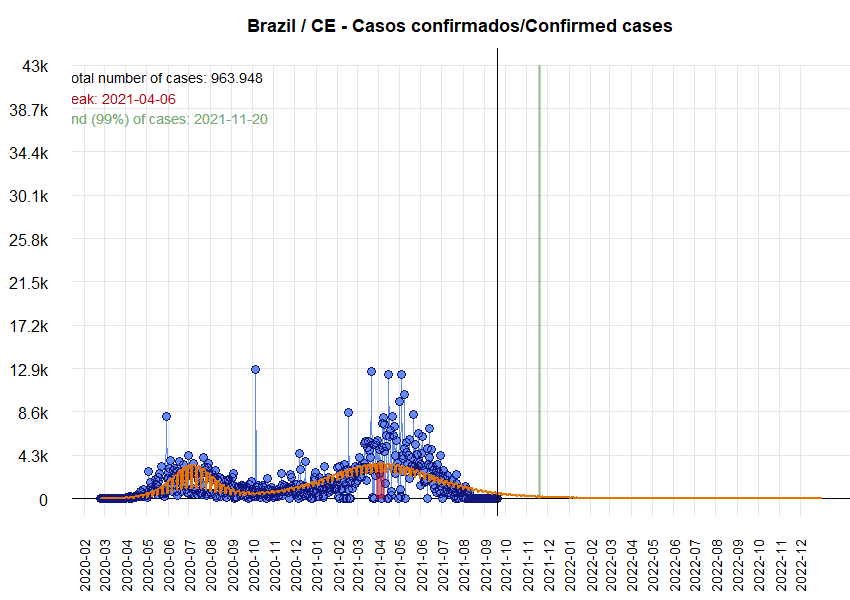 Brazil / CE - Casos confirmados/Confirmed cases
43k
otal number of cases: 963.948
eak: 2021-04-06
nd (99%) of cases: 2021-11-20
38.7k
34.4k
30.1k
25.8k
21.5k
17.2k
12.9k
8.6k
4.3k
0
2020-02
2020-03
2020-04
2020-05
2020-06
2020-07
2020-08
2020-09
2020-10
2020-11
2020-12
2021-01
2021-02
2021-03
2021-04
2021-05
2021-06
2021-07
2021-08
2021-09
2021-10
2021-11
2021-12
2022-01
2022-02
2022-03
2022-04
2022-05
2022-06
2022-07
2022-08
2022-09
2022-10
2022-11
2022-12